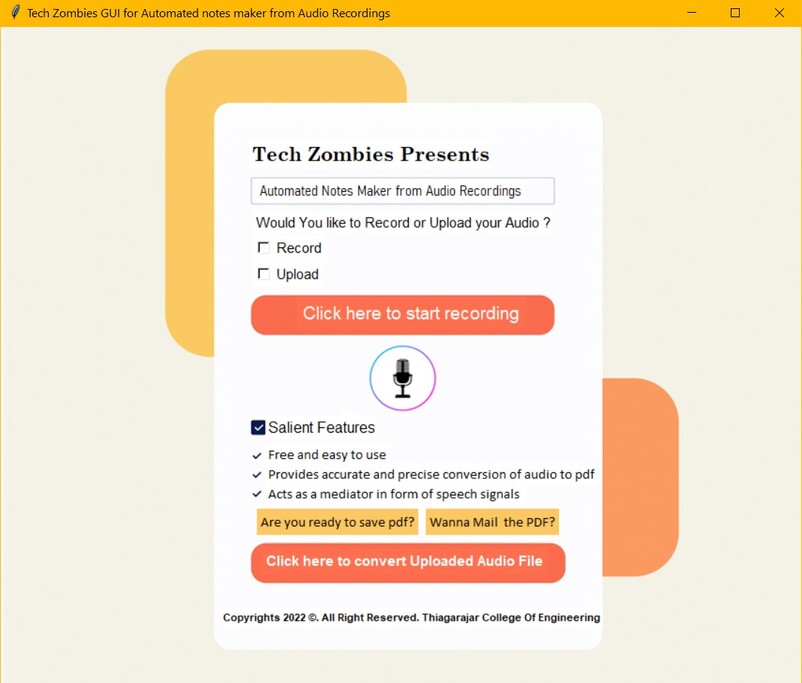 Tech Zombies GUI for Automated notes maker from Audio Recordings
Tech Zombies Presents
Automated Notes Maker from Audio Recordings
Would You like to Record or Upload your Audio ?
Record
Upload
Click here to start recording
Salient Features
Free and easy to use
Provides accurate and precise conversion of audio to pdf
Acts as a mediator in form of speech signals
Are you ready to save pdf? Wanna Mail the PDF?
Click here to convert Uploaded Audio File
Copyrights 2022 ©. All Right Reserved. Thiagarajar College Of Engineering